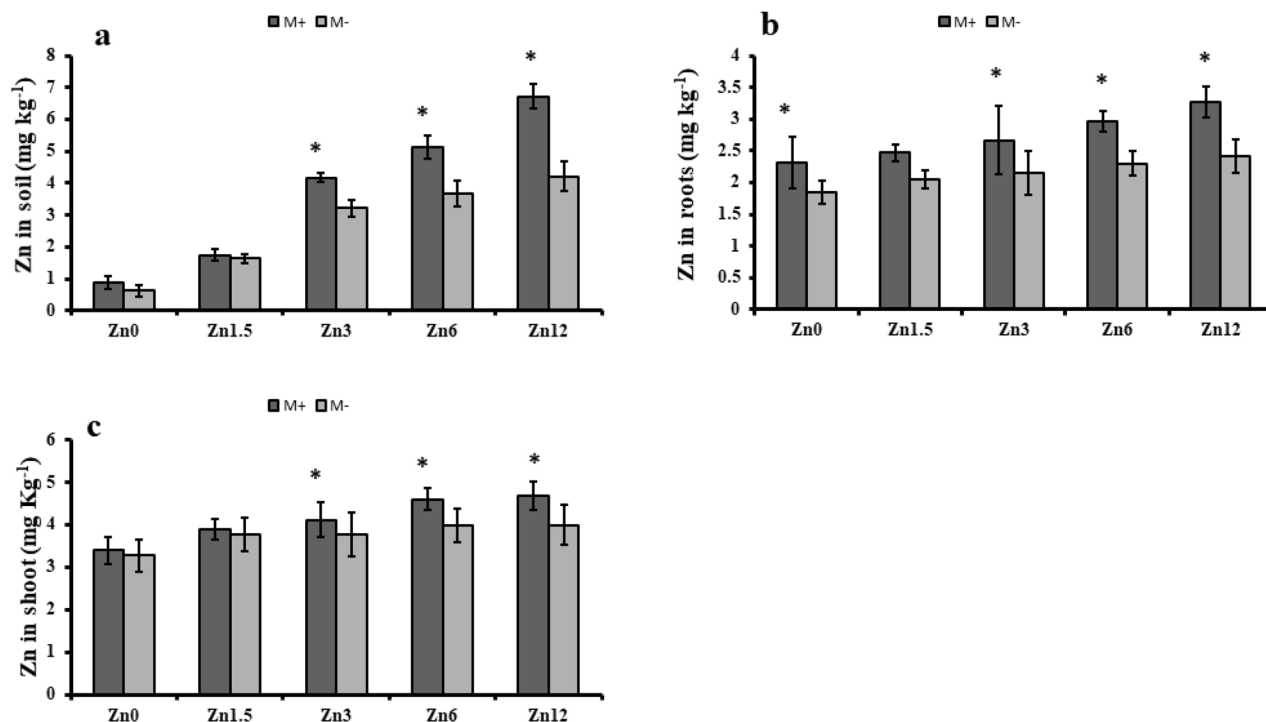 M+ M-
a
Zn in soil (mg kg-1)
8
7
6
5
4
3
2
1
0
* * *
Zn0 Zn1.5 Zn3 Zn6 Zn12
M+ M-
b
Zn in roots (mg kg-1)
4
3.5
3
2.5
2
1.5
1
0.5
0
* * * *
Zn0 Zn1.5 Zn3 Zn6 Zn12
M+ M-
c
Zn in shoot (mg Kg-1)
6
5
4
3
2
1
0
* * *
Zn0 Zn1.5 Zn3 Zn6 Zn12